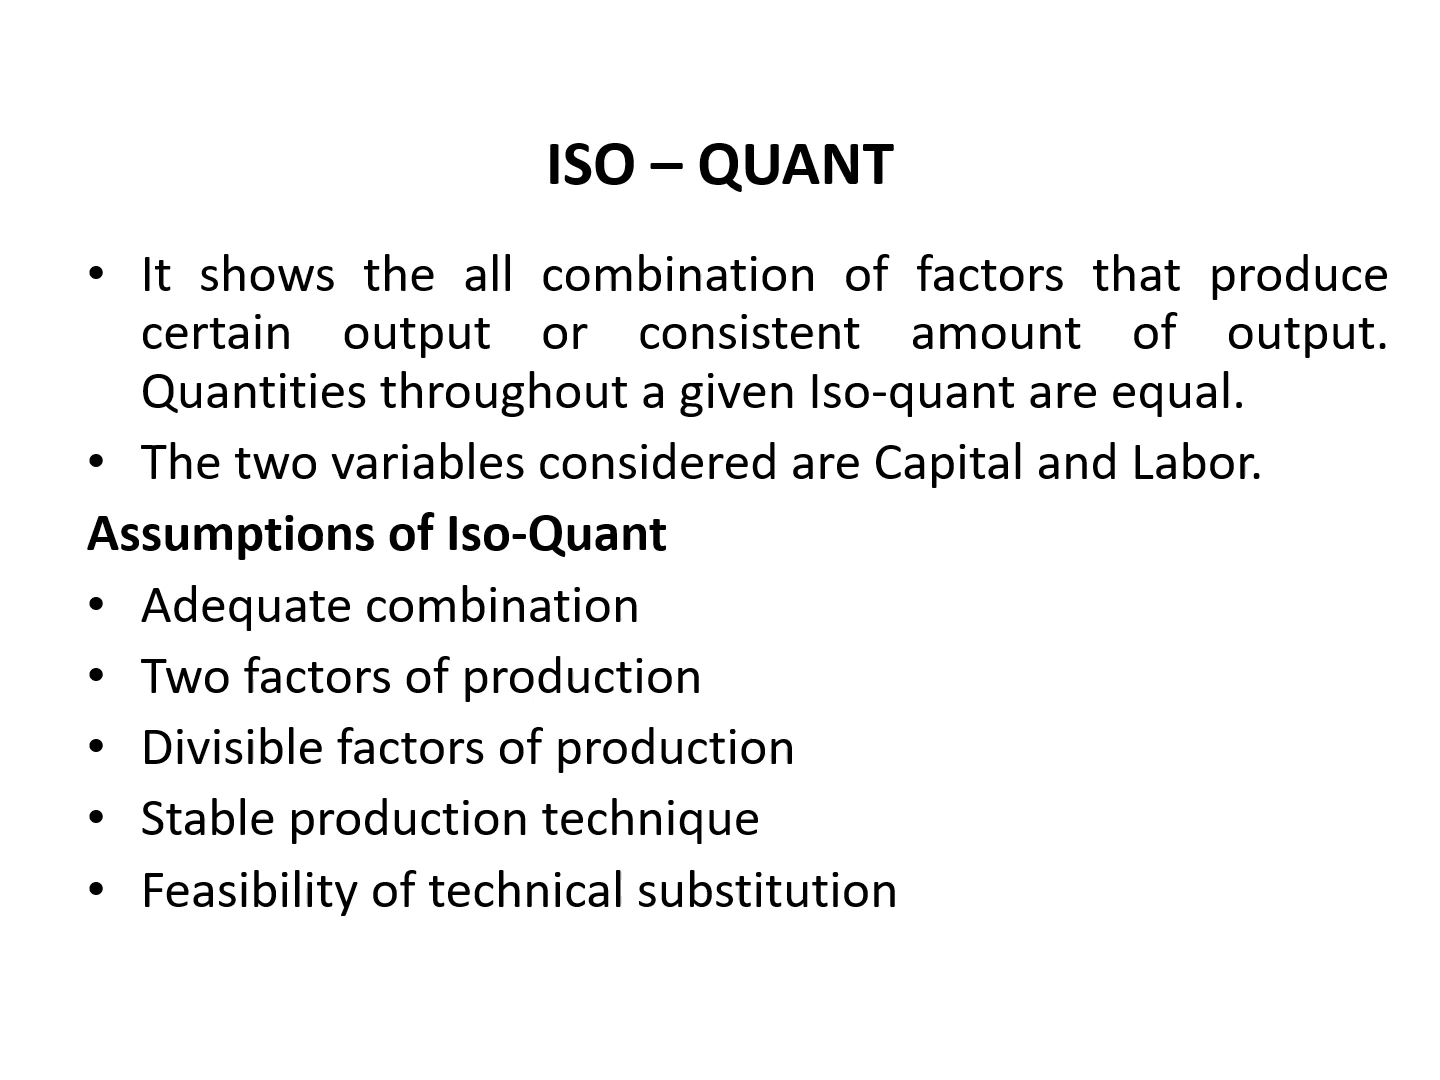 ISO – QUANT
• It shows the all combination of factors that produce
certain output or consistent amount of output.
Quantities throughout a given Iso-quant are equal.
• The two variables considered are Capital and Labor.
Assumptions of Iso-Quant
• Adequate combination
• Two factors of production
• Divisible factors of production
• Stable production technique
• Feasibility of technical substitution